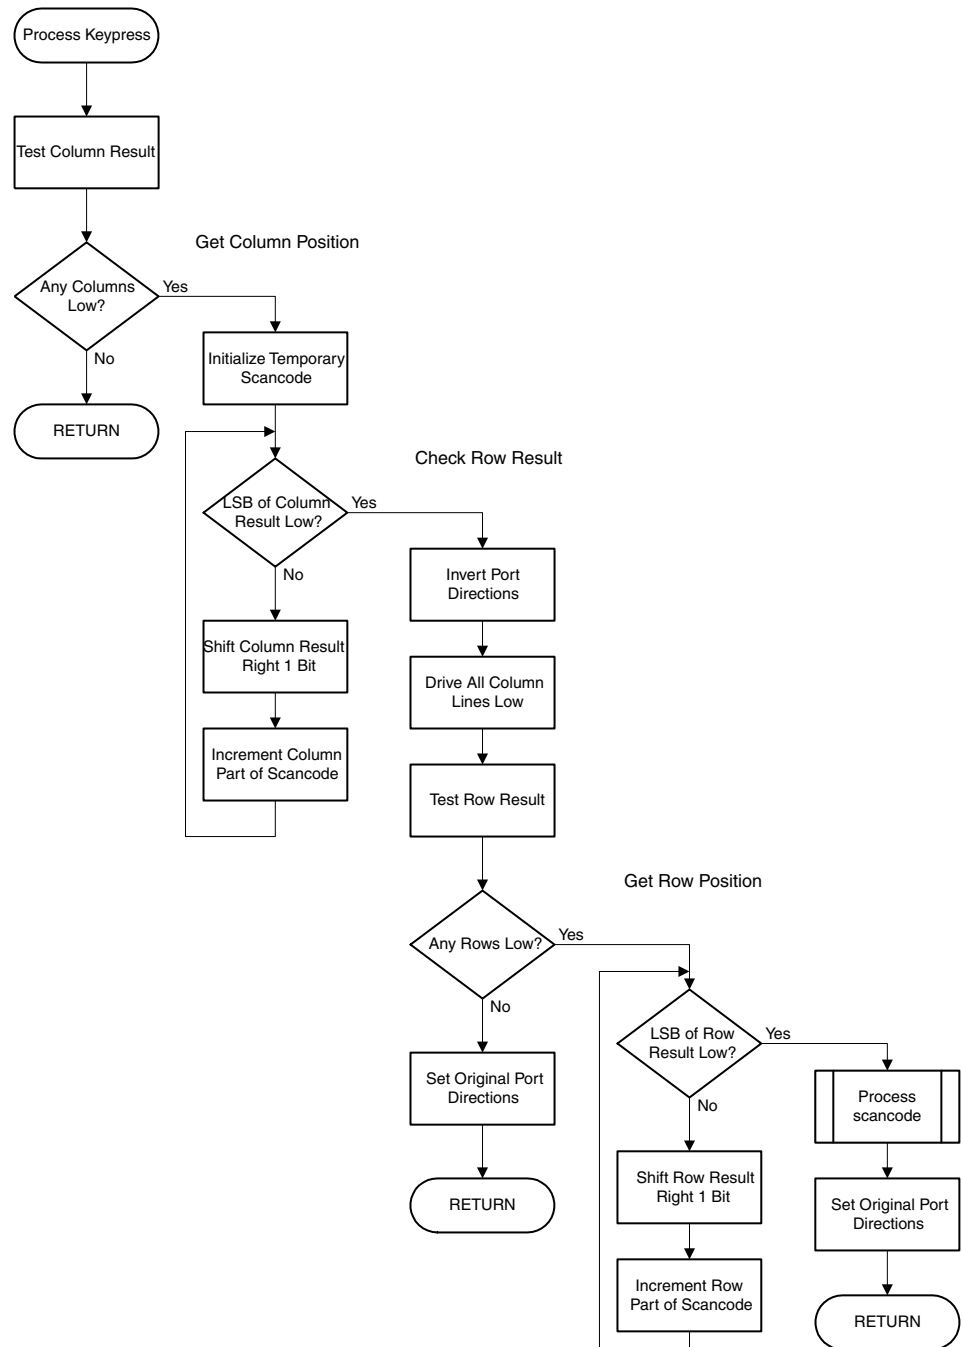 Process Keypress
Test Column Result
Get Column Position
Any Columns
Low?
Yes
No
Initialize Temporary
Scancode
RETURN
Check Row Result
LSB of Column
Result Low?
Yes
No
Invert Port
Directions
Shift Column Result
Right 1 Bit
Drive All Column
Lines Low
Increment Column
Part of Scancode
Test Row Result
Get Row Position
Any Rows Low?
Yes
No
LSB of Row
Result Low?
Yes
No
Set Original Port
Directions
Process
scancode
RETURN
Shift Row Result
Right 1 Bit
Set Original Port
Directions
Increment Row
Part of Scancode
RETURN